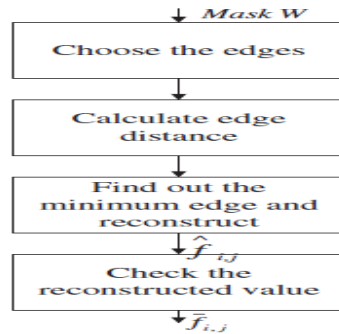 Mask W
Choose the edges
Calculate edge
distance
Find out the
minimum edge and
reconstruct
f̂ i,j
Check the
reconstructed value
f̄ i,j